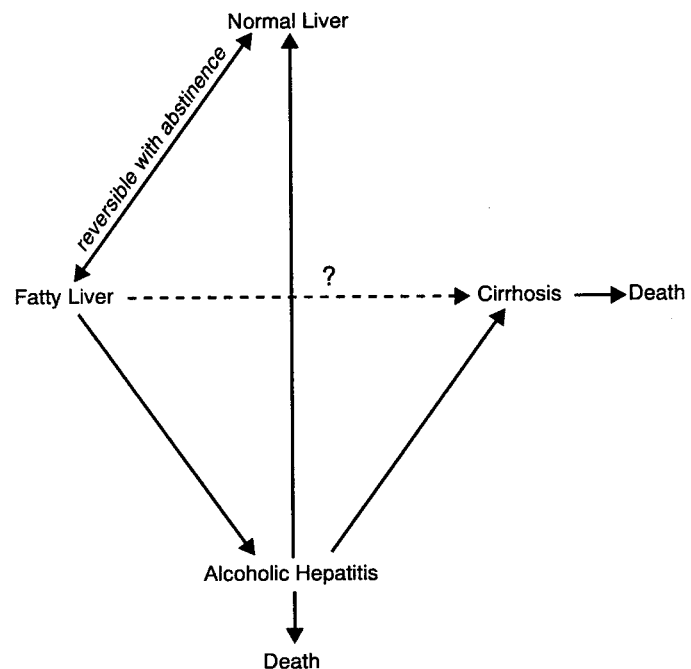 Normal Liver
reversible with abstinence
?
Fatty Liver
Cirrhosis
Death
Alcoholic Hepatitis
Death